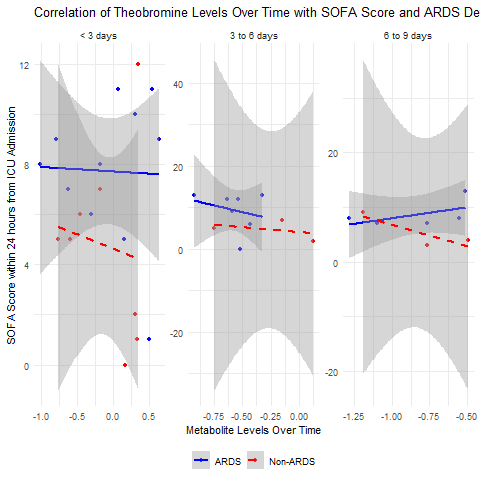 Correlation of Theobromine Levels Over Time with SOFA Score and ARDS De
< 3 days
3 to 6 days
6 to 9 days
SOFA Score within 24 hours from ICU Admission
12
8
4
0
40
20
0
-20
20
0
-20
-1.0 -0.5 0.0 0.5
-0.75 -0.50 -0.25 0.00
-1.25 -1.00 -0.75 -0.50
Metabolite Levels Over Time
ARDS
Non-ARDS